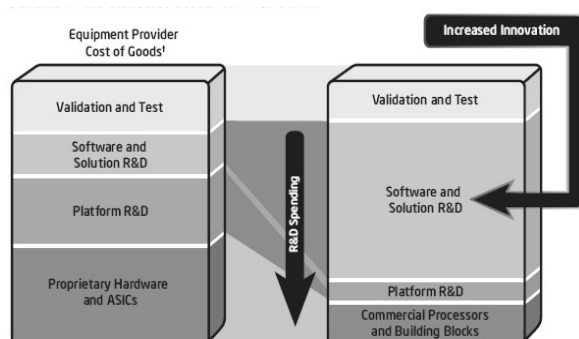 Equipment Provider
Cost of Goods¹
Increased Innovation
Validation and Test
Software and
Solution R&D
Platform R&D
Proprietary Hardware
and ASICs
R&D Spending
Validation and Test
Software and
Solution R&D
Platform R&D
Commercial Processors
and Building Blocks